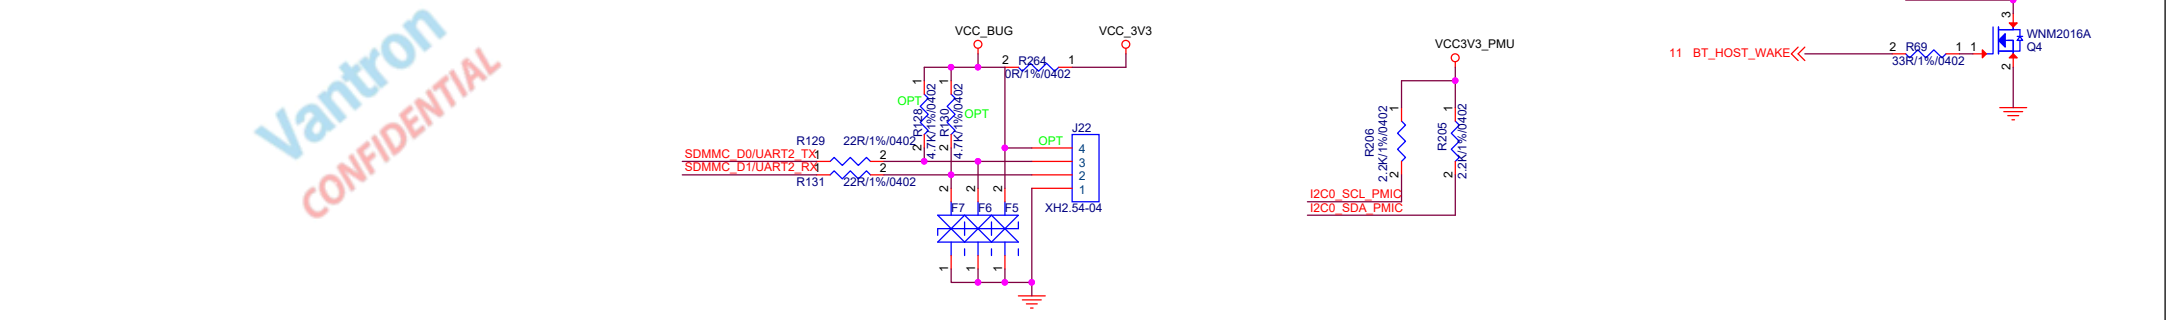 Vantron
CONFIDENTIAL
VCC_BUG
VCC_3V3
2 R264 1
0R/1%/0402
1 1
OPT
R128
4.7K/1%/0402
R130
4.7K/1%/0402
OPT
2 2
R129 22R/1%/0402
SDMMC_D0/UART2_TX 1 2
SDMMC_D1/UART2_RX 1 2
R131 22R/1%/0402
OPT
J22
4
3
2
1
XH2.54-04
2 2 2
F7 F6 F5
1 1 1
VCC3V3_PMU
1 1
R206
2.2K/1%/0402
R205
2.2K/1%/0402
2 2
I2C0_SCL_PMIC
I2C0_SDA_PMIC
11 BT_HOST_WAKE
2 R69 1 1
33R/1%/0402
3
WNM2016A
Q4
2